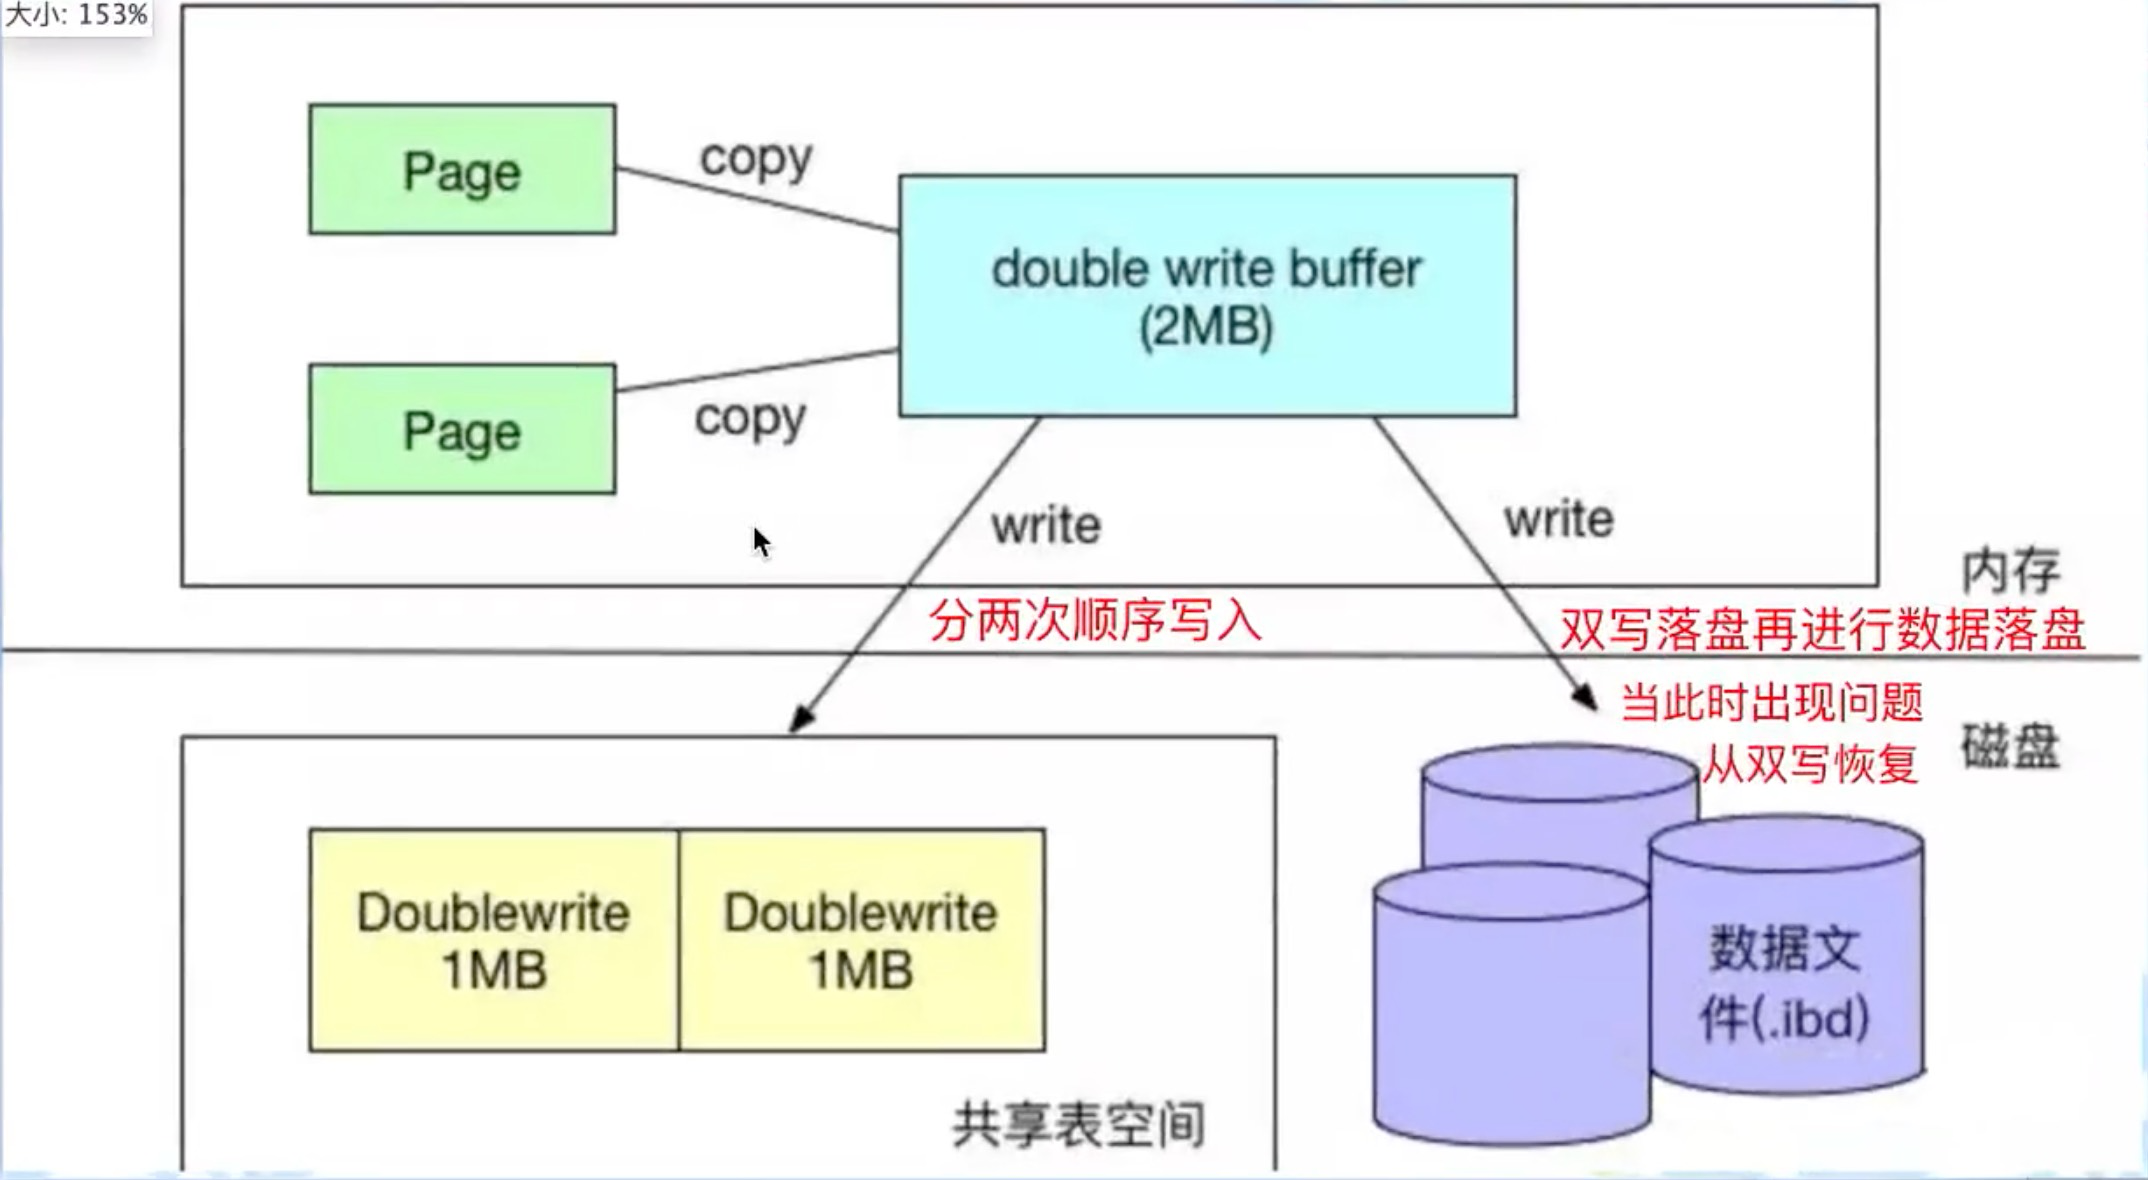 大小: 153%
Page
copy
double write buffer
(2MB)
Page
copy
write
write
内存
分两次顺序写入
双写落盘再进行数据落盘
当此时出现问题
从双写恢复
磁盘
Doublewrite
1MB
Doublewrite
1MB
数据文
件(.ibd)
共享表空间